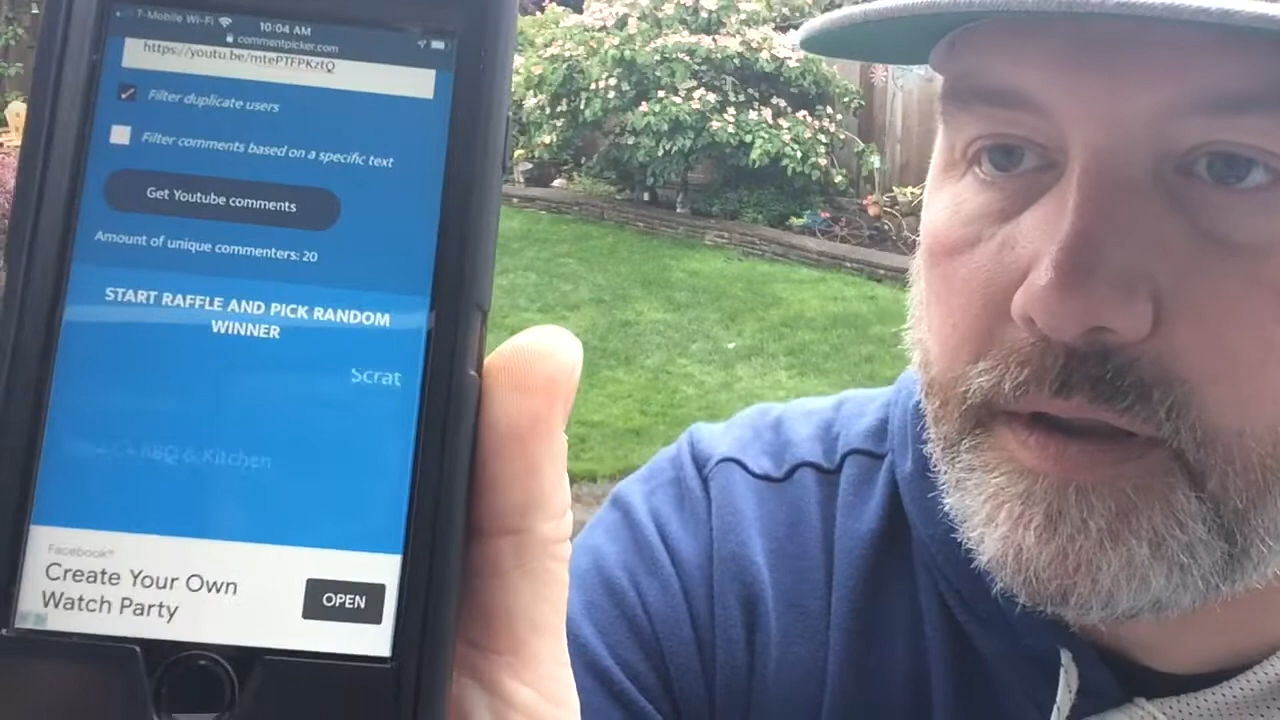 T-Mobile Wi-Fi 10:04 AM
commentpicker.com
https://youtu.be/mtePTFPKztQ
Filter duplicate users
Filter comments based on a specific text
Get Youtube comments
Amount of unique commenters: 20
START RAFFLE AND PICK RANDOM
WINNER
Scrat
BBQ & Kitchen
Facebook®
Create Your Own
Watch Party
OPEN